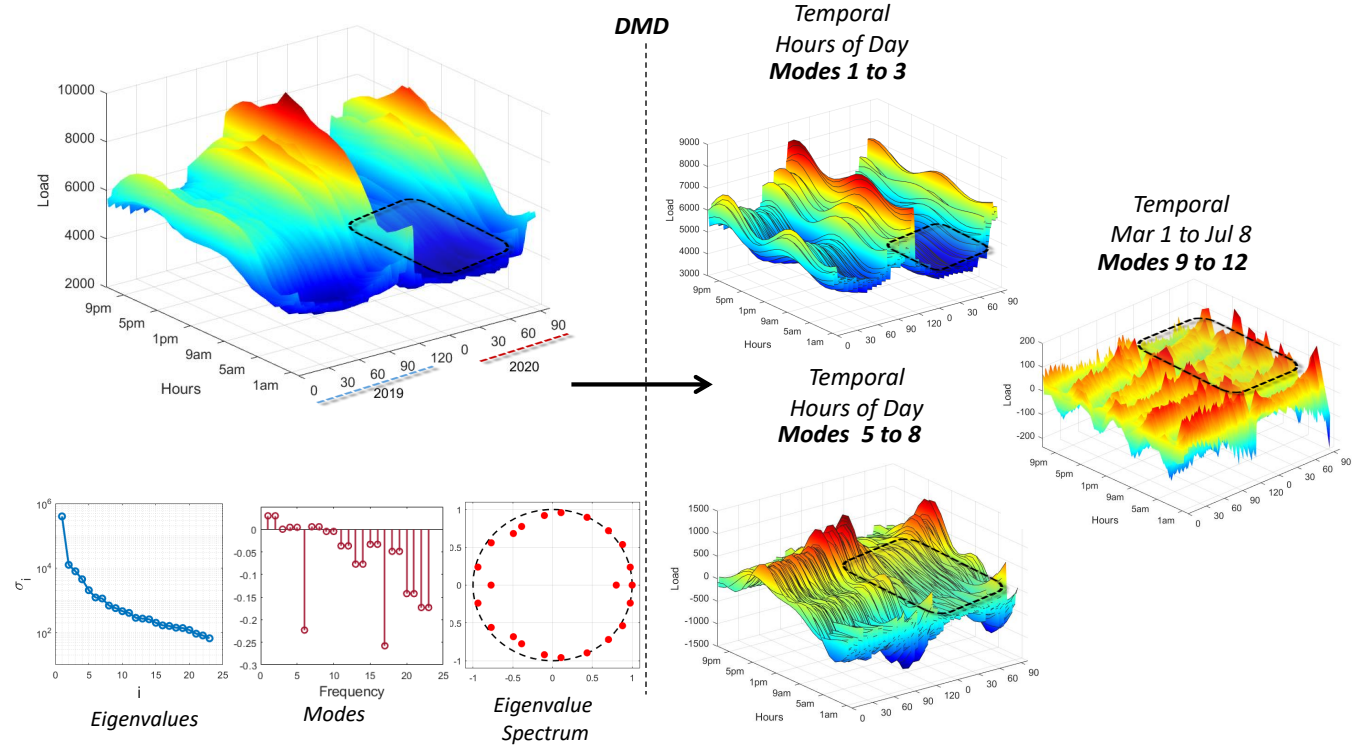 DMD
Temporal
Hours of Day
Modes 1 to 3
Load
10000
8000
6000
4000
2000
9pm
5pm
1pm
9am
5am
1am
Hours
0
30
60
90
120
0
30
60
90
2019
2020
Load
9000
8000
7000
6000
5000
4000
3000
9pm
5pm
1pm
9am
5am
1am
Hours
0
30
60
90
120
0
30
60
90
Temporal
Mar 1 to Jul 8
Modes 9 to 12
Load
200
100
0
-100
-200
9pm
5pm
1pm
9am
5am
1am
Hours
0
30
60
90
120
0
30
60
90
Temporal
Hours of Day
Modes 5 to 8
Load
1500
1000
500
0
-500
-1000
-1500
9pm
5pm
1pm
9am
5am
1am
Hours
0
30
60
90
120
0
30
60
90
σi
10^6
10^4
10^2
0 5 10 15 20 25
i
Eigenvalues
0
-0.05
-0.1
-0.15
-0.2
-0.25
-0.3
0 5 10 15 20 25
Frequency
Modes
1
0.5
0
-0.5
-1
-1 -0.5 0 0.5 1
Eigenvalue
Spectrum